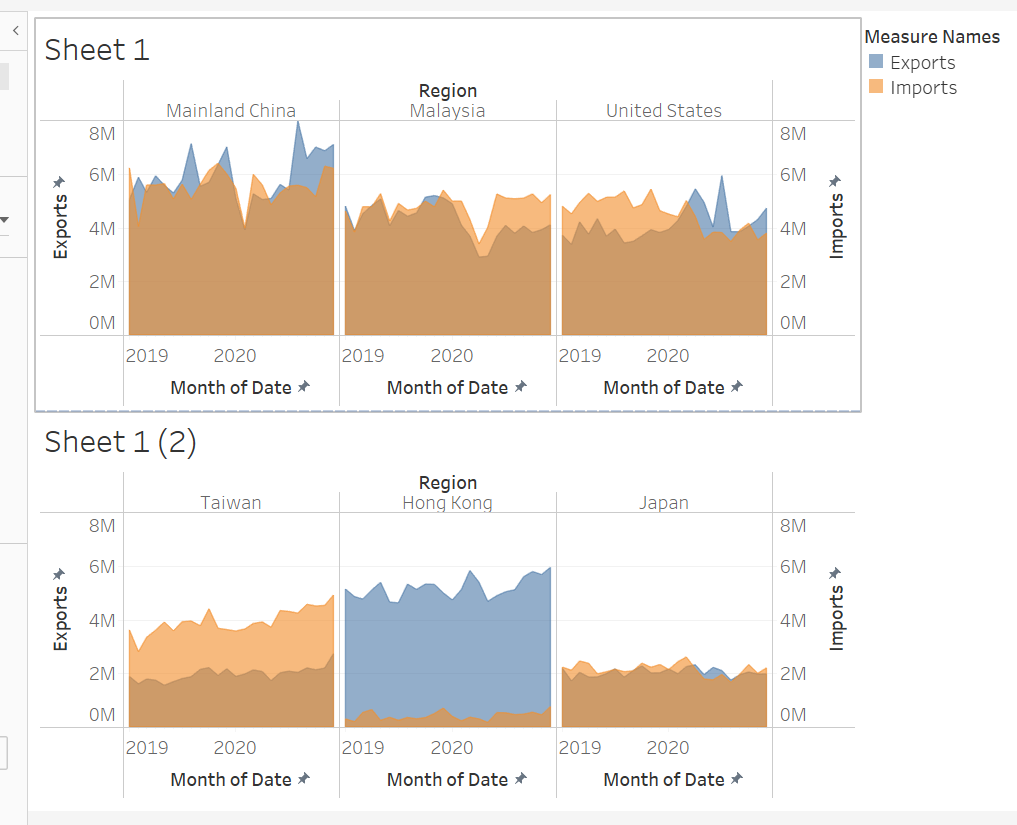 Sheet 1
Measure Names
Exports
Imports
Region
Mainland China Malaysia United States
8M 8M
6M 6M
4M 4M
2M 2M
0M 0M
Exports
Imports
2019 2020 2019 2020 2019 2020
Month of Date Month of Date Month of Date
Sheet 1 (2)
Region
Taiwan Hong Kong Japan
8M 8M
6M 6M
4M 4M
2M 2M
0M 0M
Exports
Imports
2019 2020 2019 2020 2019 2020
Month of Date Month of Date Month of Date